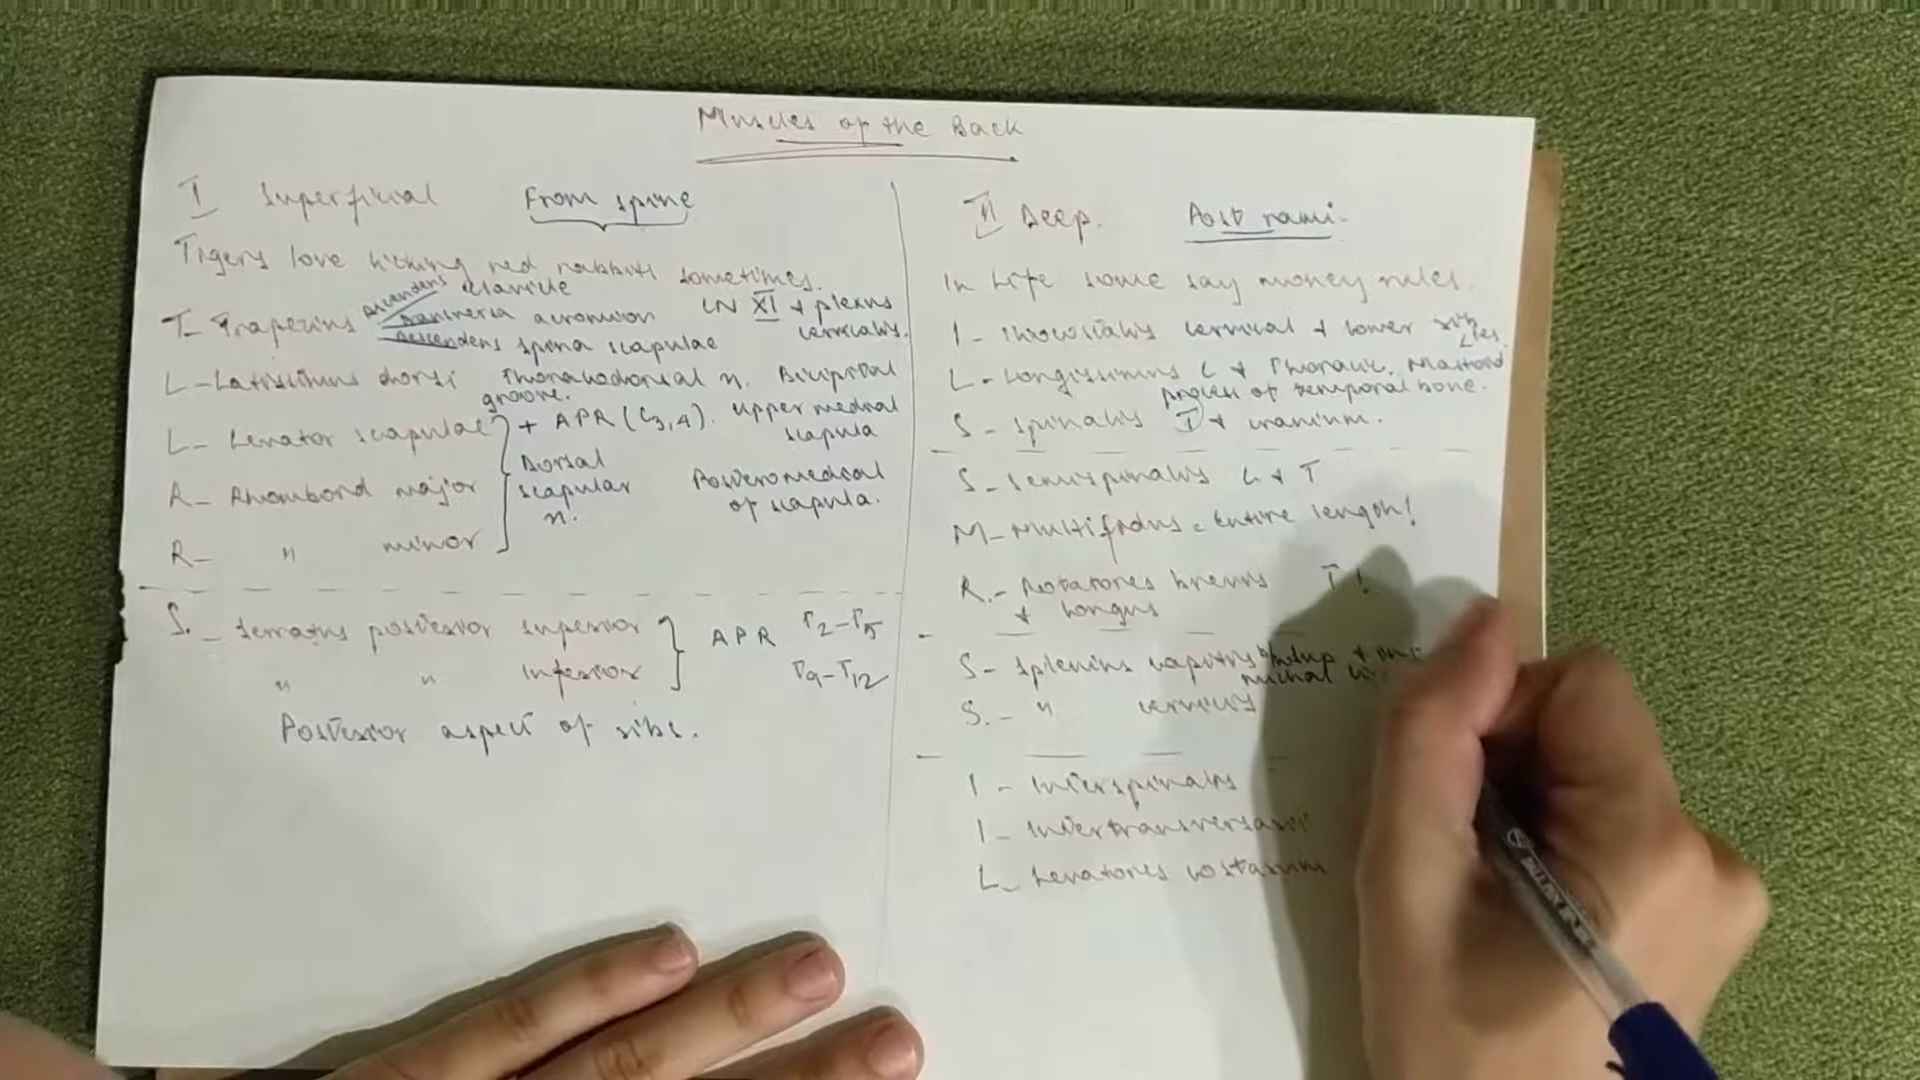 Muscles of the Back
I Superficial From spine
Tigers love kicking red rabbits sometimes.
T- Trapezius Ascendens clavicle
Transversa acromion CN XI + plexus
Descendens spina scapulae cervicalis.
L- Latissimus dorsi Thoracodorsal n. Bicipital
groove.
L- Levator scapulae + APR (C3,4). upper medial
scapula
R- Rhomboid major Dorsal
scapular
n. Posteromedial
of scapula.
R- " minor
S.- Serratus posterior superior APR T2-T5
" " Inferior T9-T12
Posterior aspect of ribs.
II Deep. Post rami.
In Life some say money rules.
I- Iliocostalis cervical + lower
L- Longissimus C + Thoracic. Mastoid
process of temporal bone.
S- Spinalis T + cranium.
S- Semispinalis C + T
M- Multifidus = Entire length!
R.- Rotatores brevis T!
+ longus
S- Splenius capitis +
nuchal
S.- " cervicis
I- Interspinalis
I- Intertransversarii
L- Levatores costarum